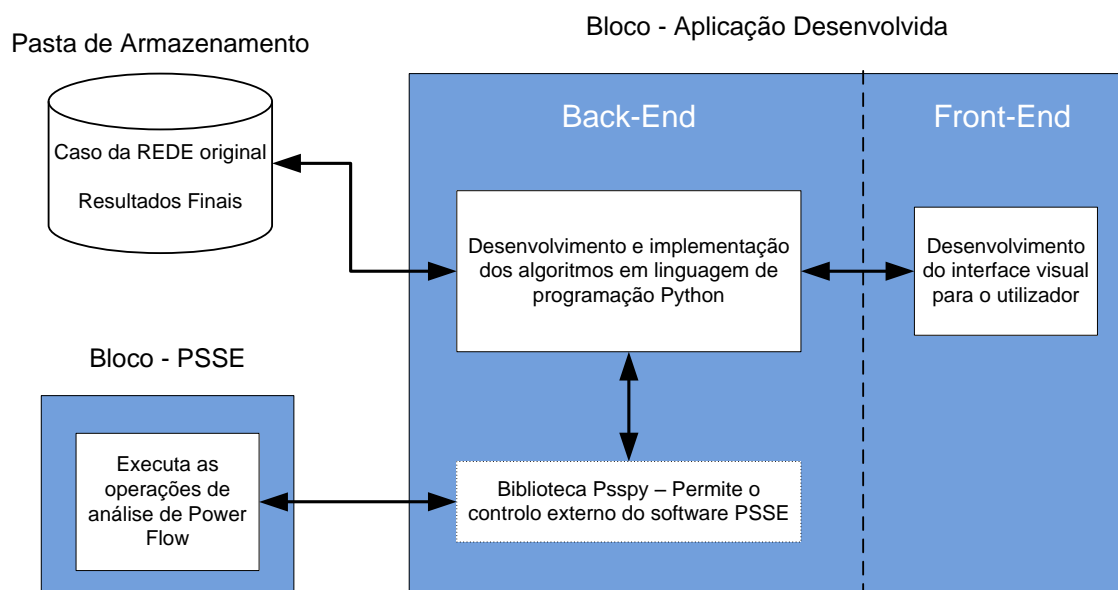 Pasta de Armazenamento
Caso da REDE original
Resultados Finais
Bloco - Aplicação Desenvolvida
Back-End
Front-End
Desenvolvimento e implementação
dos algoritmos em linguagem de
programação Python
Desenvolvimento
do interface visual
para o utilizador
Bloco - PSSE
Executa as
operações de
análise de Power
Flow
Biblioteca Psspy – Permite o
controlo externo do software PSSE